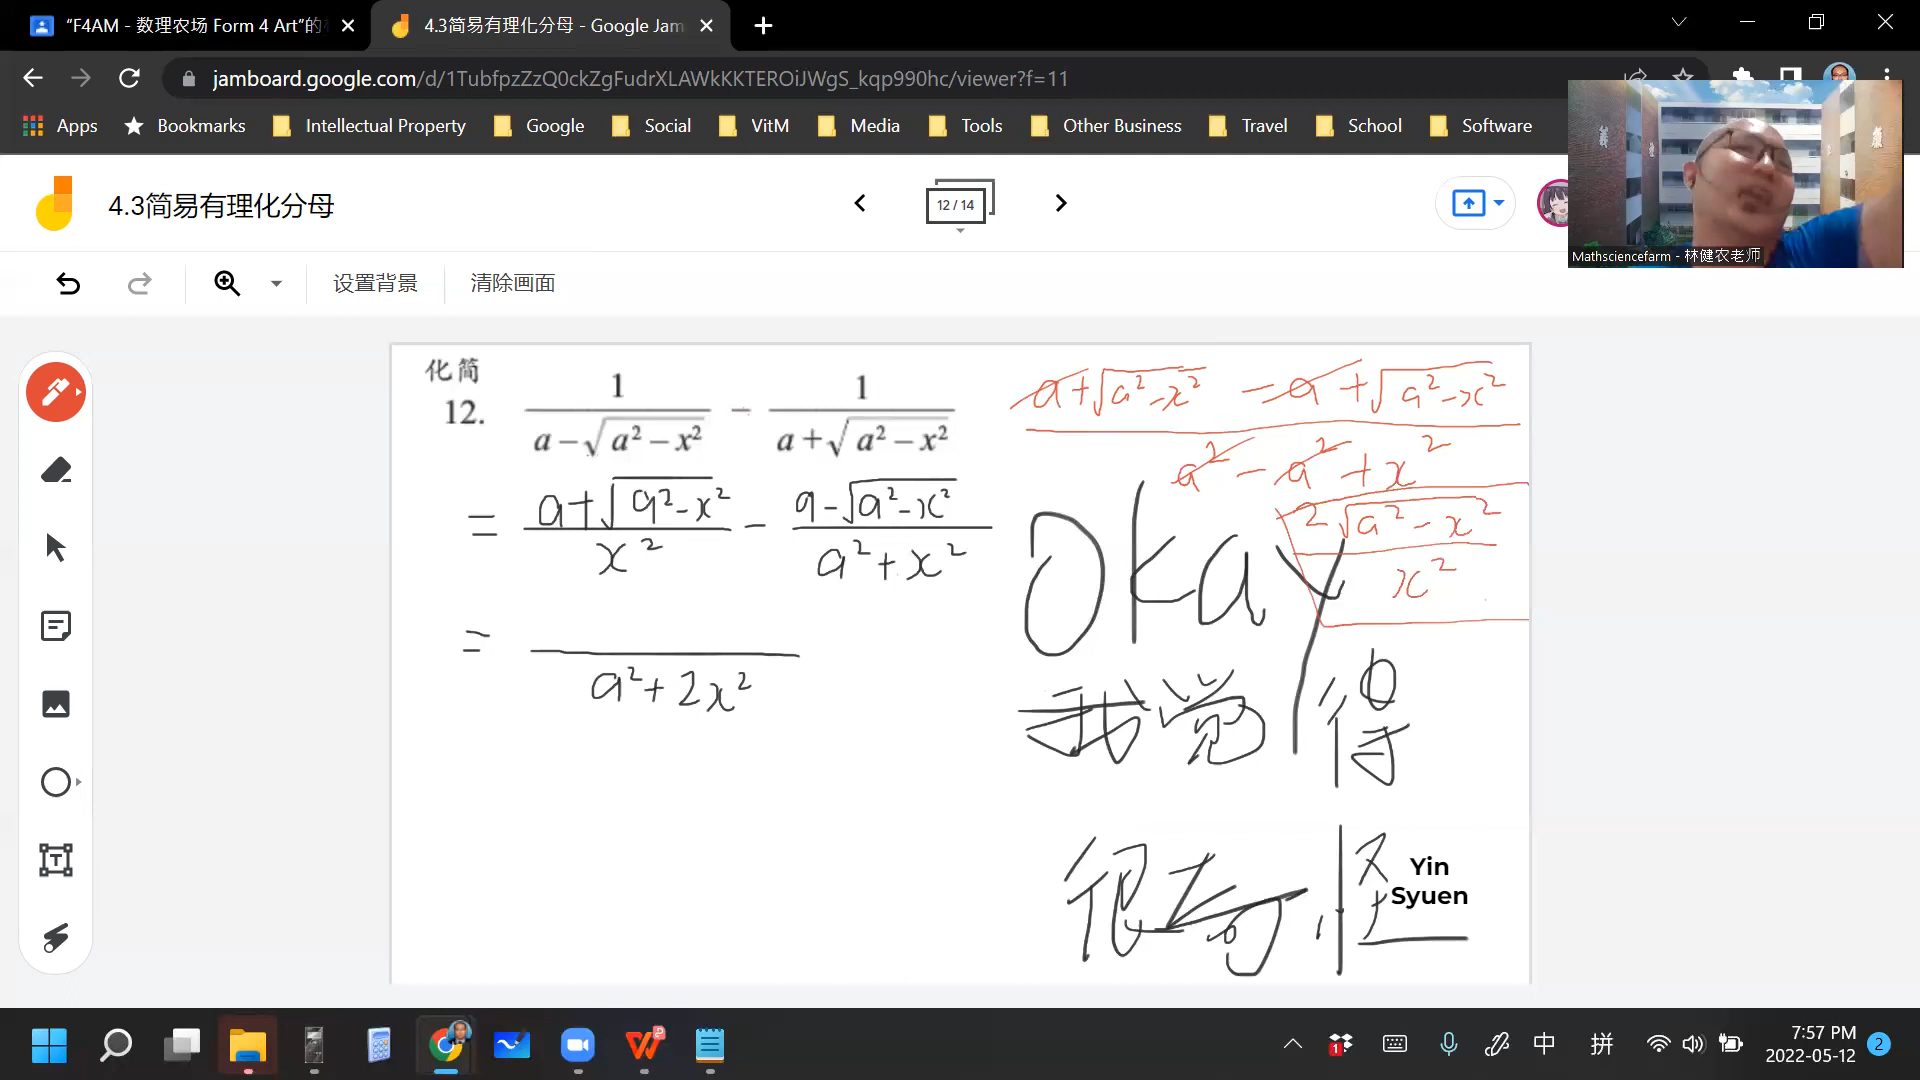 “F4AM - 数理农场 Form 4 Art”的
4.3简易有理化分母 - Google Jam
jamboard.google.com/d/1TubfpzZzQ0ckZgFudrXLAWkKKTEROiJWgS_kqp990hc/viewer?f=11
Apps Bookmarks Intellectual Property Google Social VitM Media Tools Other Business Travel School Software
4.3简易有理化分母
12 / 14
Mathsciencefarm - 林健农老师
设置背景 清除画面
化简
12. 1/(a-√(a²-x²)) - 1/(a+√(a²-x²))
= (a+√(a²-x²))/x² - (a-√(a²-x²))/(a²+x²)
= /(a²+2x²)
a+√(a²-x²) -a+√(a²-x²)
a²-a²+x²
2√(a²-x²)
x²
Okay
我觉得
很奇怪
Yin
Syuen
T
中 拼
7:57 PM
2022-05-12
2
1